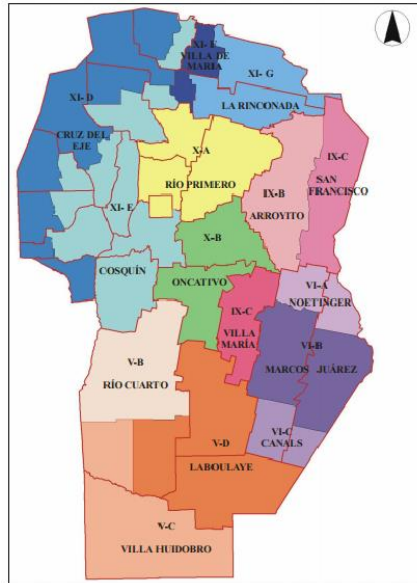 XI- F
VILLA DE
MARIA
XI- G
XI- D
LA RINCONADA
CRUZ DEL
EJE
X-A
IX-C
SAN
FRANCISCO
RÍO PRIMERO
IX-B
ARROYITO
XI- E
X-B
COSQUÍN
ONCATIVO
VI-A
NOETINGER
IX-C
VILLA
MARÍA
VI-B
MARCOS JUÁREZ
V-B
RÍO CUARTO
VI-C
CANALS
V-D
LABOULAYE
V-C
VILLA HUIDOBRO